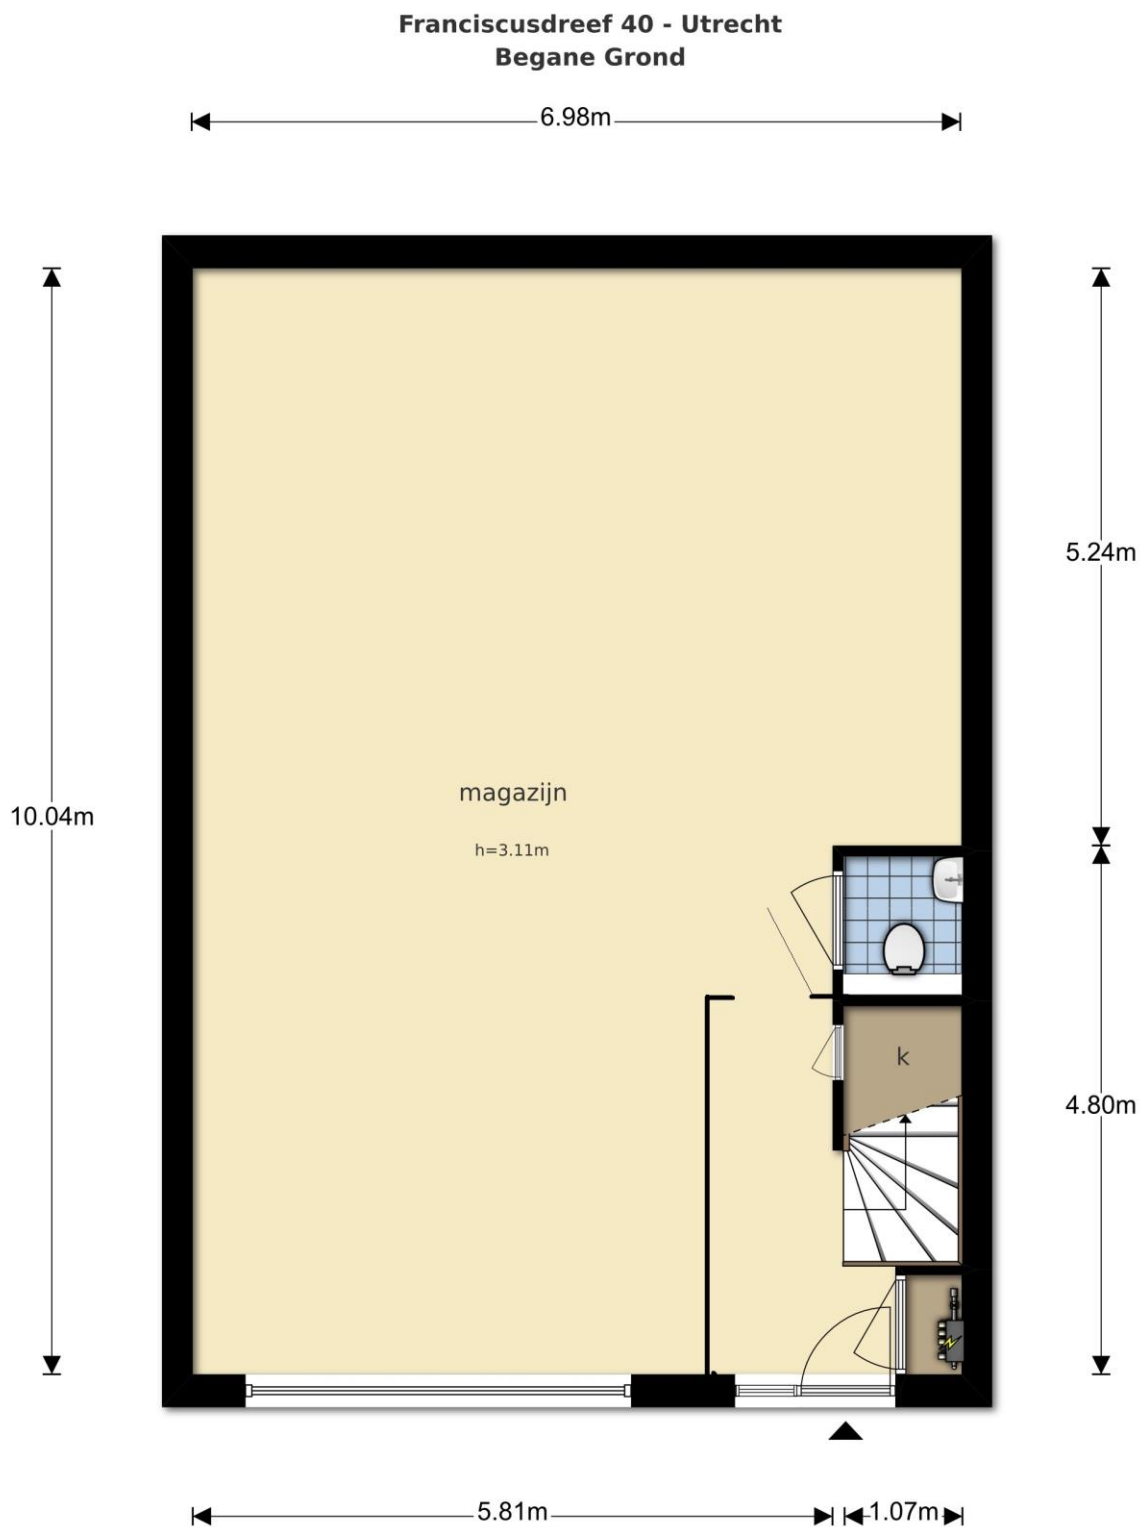 Franciscusdreef 40 - Utrecht
Begane Grond
6.98m
5.24m
10.04m
magazijn
h=3.11m
k
4.80m
5.81m
1.07m